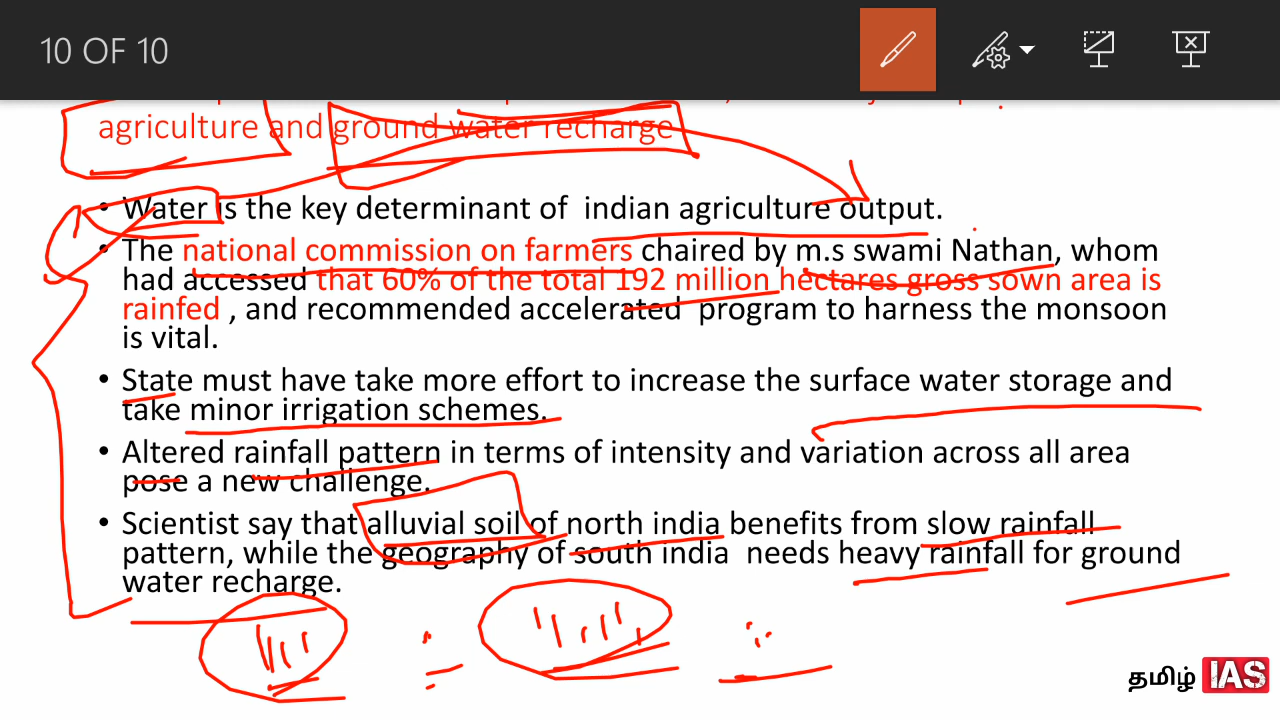 10 OF 10
agriculture and ground water recharge
• Water is the key determinant of indian agriculture output.
• The national commission on farmers chaired by m.s swami Nathan, whom
had accessed that 60% of the total 192 million hectares gross sown area is
rainfed , and recommended accelerated program to harness the monsoon
is vital.
• State must have take more effort to increase the surface water storage and
take minor irrigation schemes.
• Altered rainfall pattern in terms of intensity and variation across all area
pose a new challenge.
• Scientist say that alluvial soil of north india benefits from slow rainfall
pattern, while the geography of south india needs heavy rainfall for ground
water recharge.
தமிழ் IAS